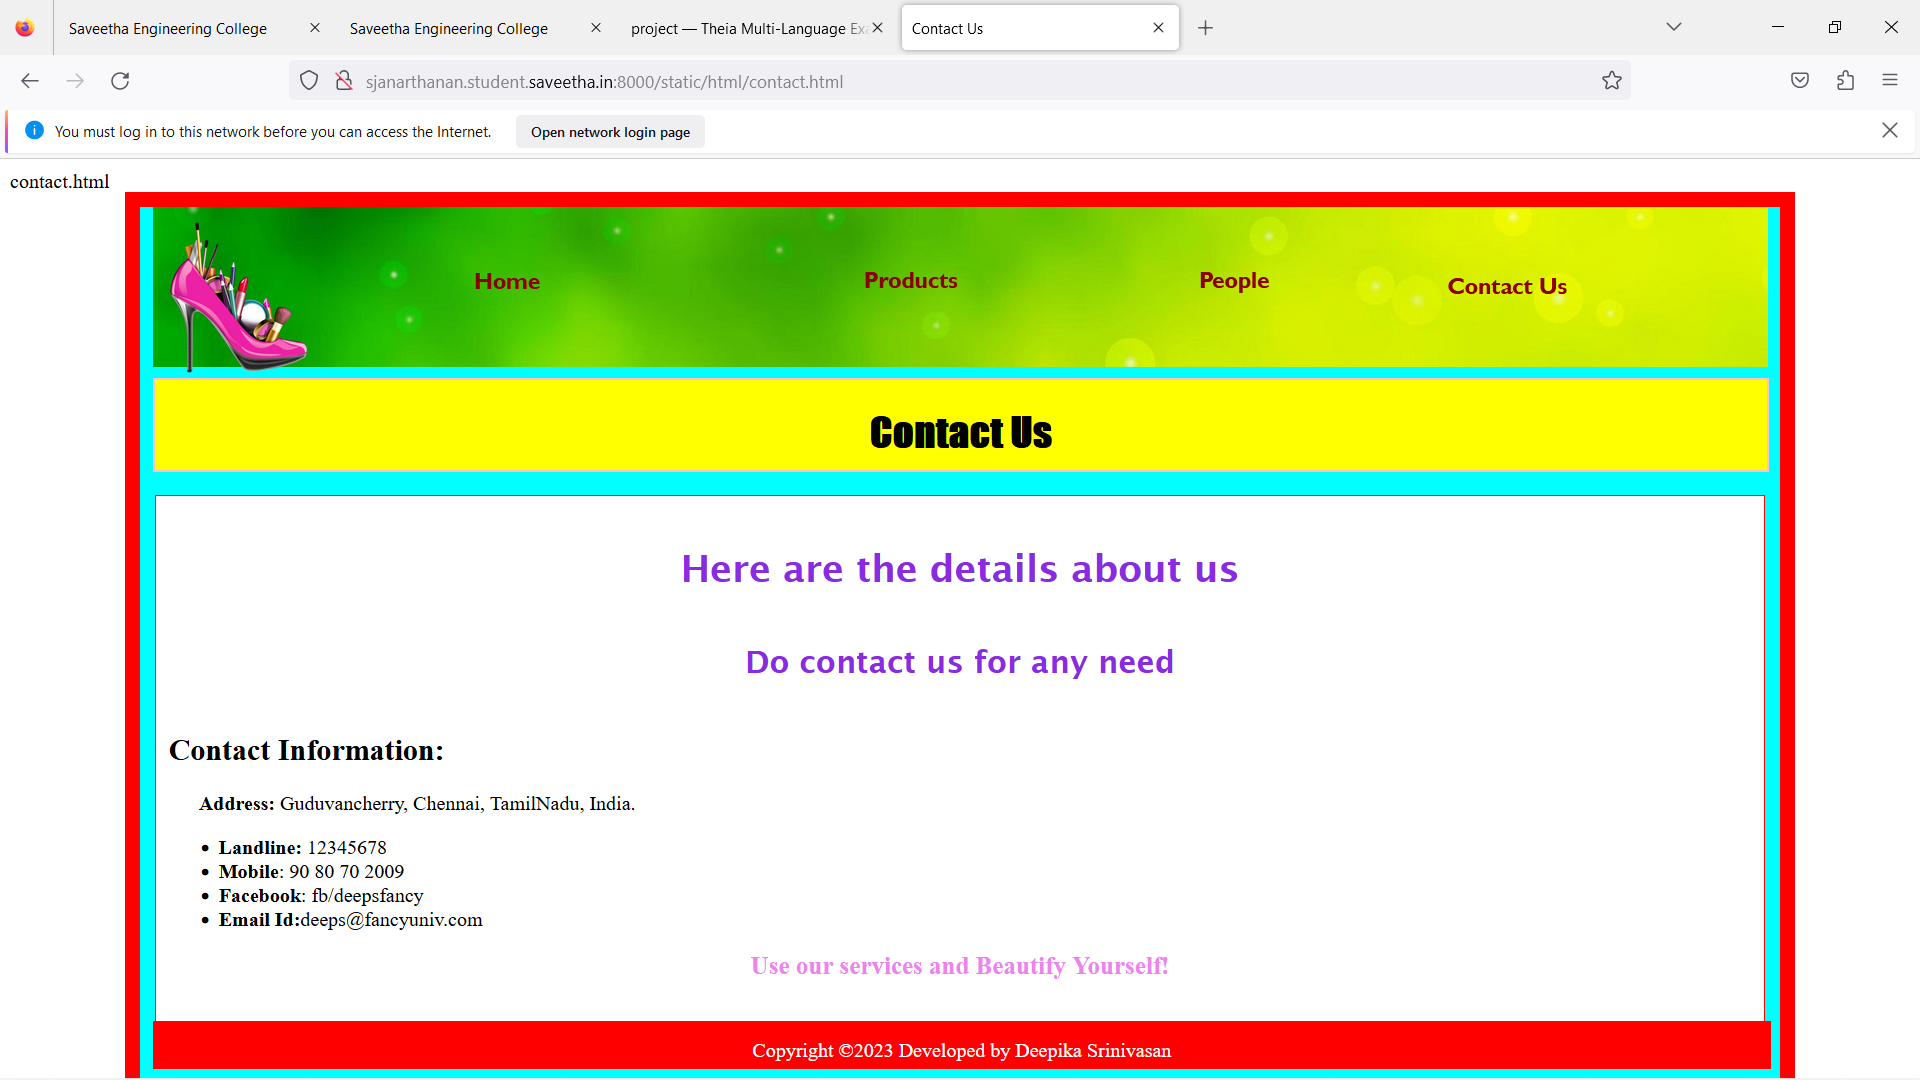 Saveetha Engineering College
Saveetha Engineering College
project — Theia Multi-Language Exa
Contact Us
sjanarthanan.student.saveetha.in:8000/static/html/contact.html
You must log in to this network before you can access the Internet.
Open network login page
contact.html
Home
Products
People
Contact Us
Contact Us
Here are the details about us
Do contact us for any need
Contact Information:
Address: Guduvancherry, Chennai, TamilNadu, India.
• Landline: 12345678
• Mobile: 90 80 70 2009
• Facebook: fb/deepsfancy
• Email Id:deeps@fancyuniv.com
Use our services and Beautify Yourself!
Copyright ©2023 Developed by Deepika Srinivasan